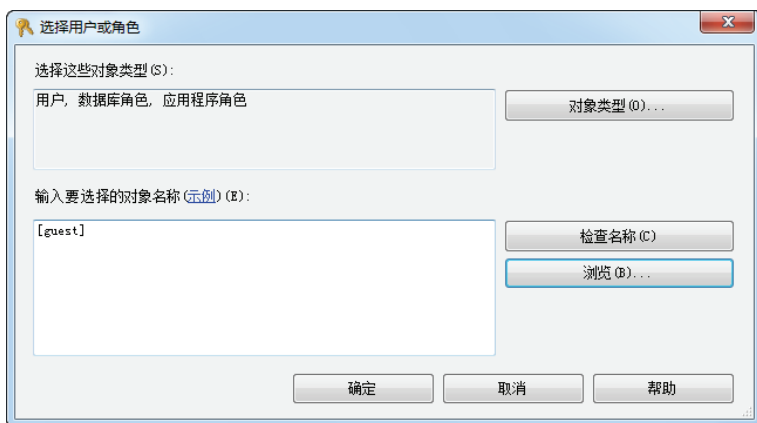 选择用户或角色
选择这些对象类型(S):
用户, 数据库角色, 应用程序角色
对象类型(O)...
输入要选择的对象名称(示例)(E):
[guest]
检查名称(C)
浏览(B)...
确定
取消
帮助